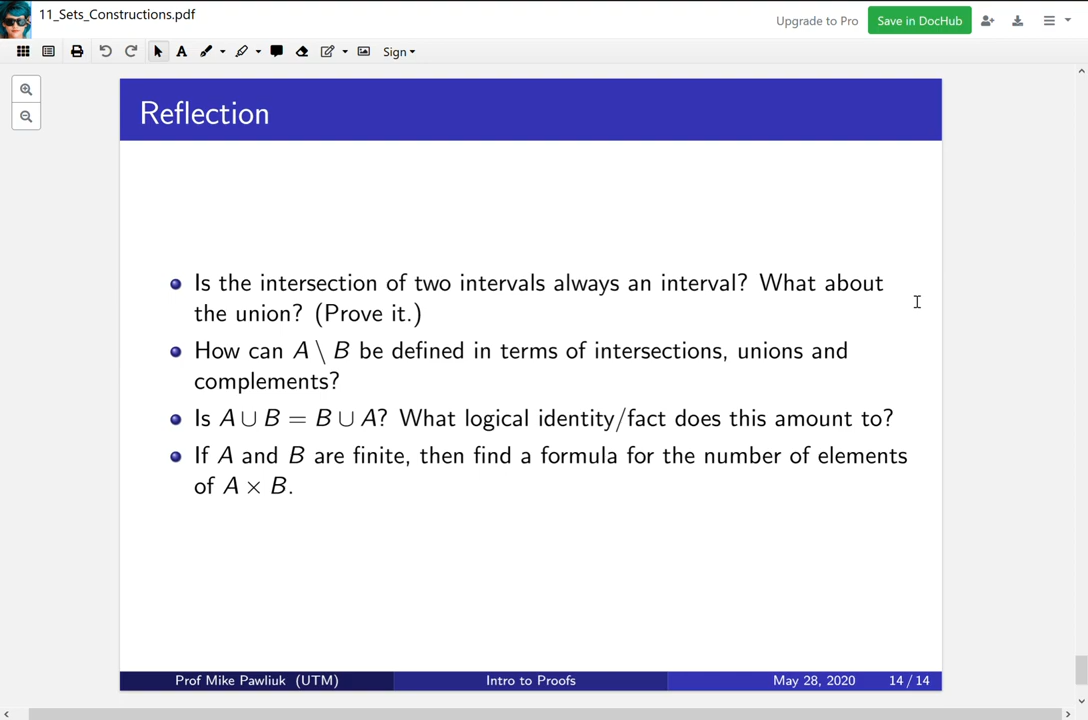 11_Sets_Constructions.pdf
Upgrade to Pro
Save in DocHub
A
Sign
Reflection
Is the intersection of two intervals always an interval? What about
the union? (Prove it.)
How can A \ B be defined in terms of intersections, unions and
complements?
Is A ∪ B = B ∪ A? What logical identity/fact does this amount to?
If A and B are finite, then find a formula for the number of elements
of A × B.
Prof Mike Pawliuk (UTM) Intro to Proofs May 28, 2020 14 / 14